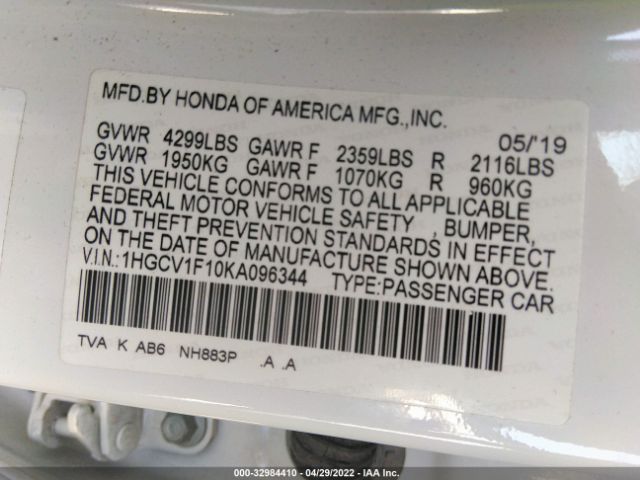 MFD.BY HONDA OF AMERICA MFG.,INC.
05/'19
GVWR 4299LBS GAWR F 2359LBS R 2116LBS
GVWR 1950KG GAWR F 1070KG R 960KG
THIS VEHICLE CONFORMS TO ALL APPLICABLE
FEDERAL MOTOR VEHICLE SAFETY , BUMPER,
AND THEFT PREVENTION STANDARDS IN EFFECT
ON THE DATE OF MANUFACTURE SHOWN ABOVE.
V.I.N.:1HGCV1F10KA096344 TYPE:PASSENGER CAR
TVA K AB6 NH883P .A .A
000-32984410 - 04/29/2022 - IAA Inc.